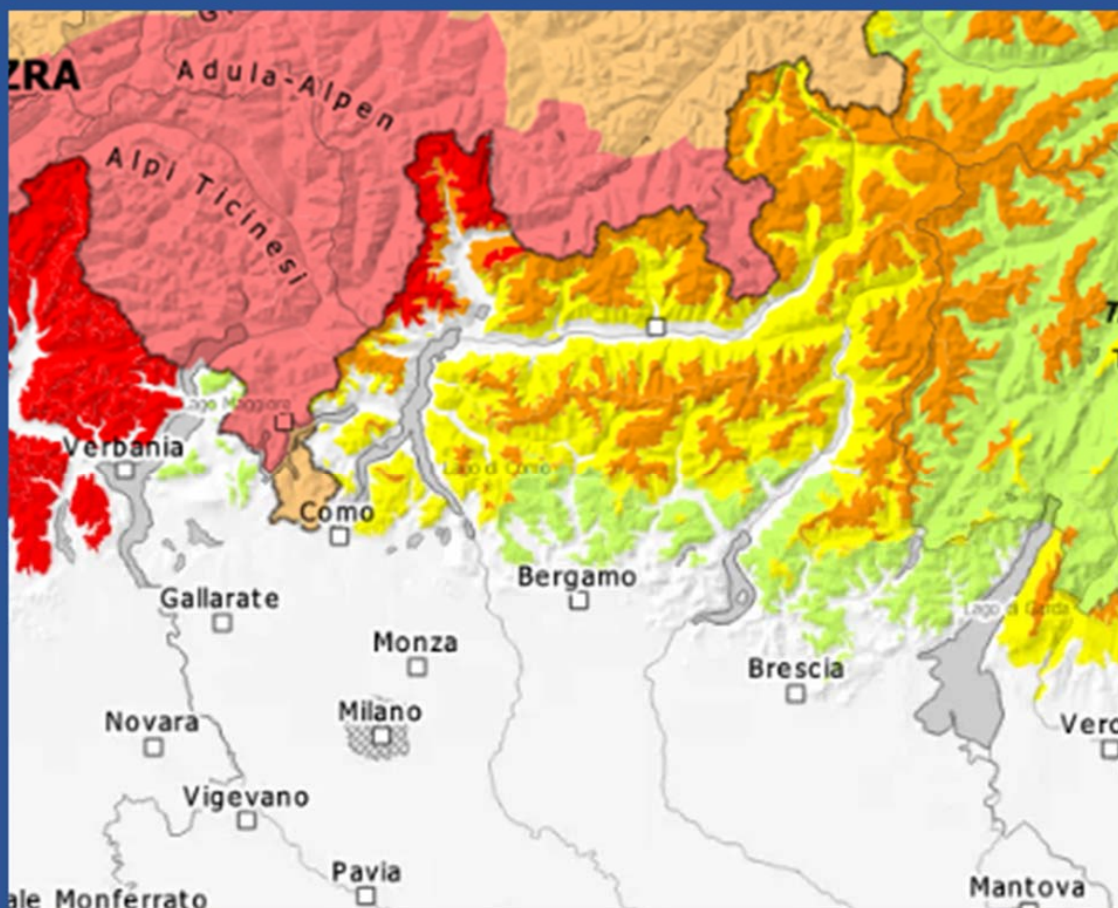 ZRA
Adula-Alpen
Alpi Ticinesi
Lago Maggiore
Verbania
Lago di Como
Como
Bergamo
Gallarate
Lago di Garda
Monza
Brescia
Milano
Novara
Verc
Vigevano
Pavia
Mantova
ale Monferrato